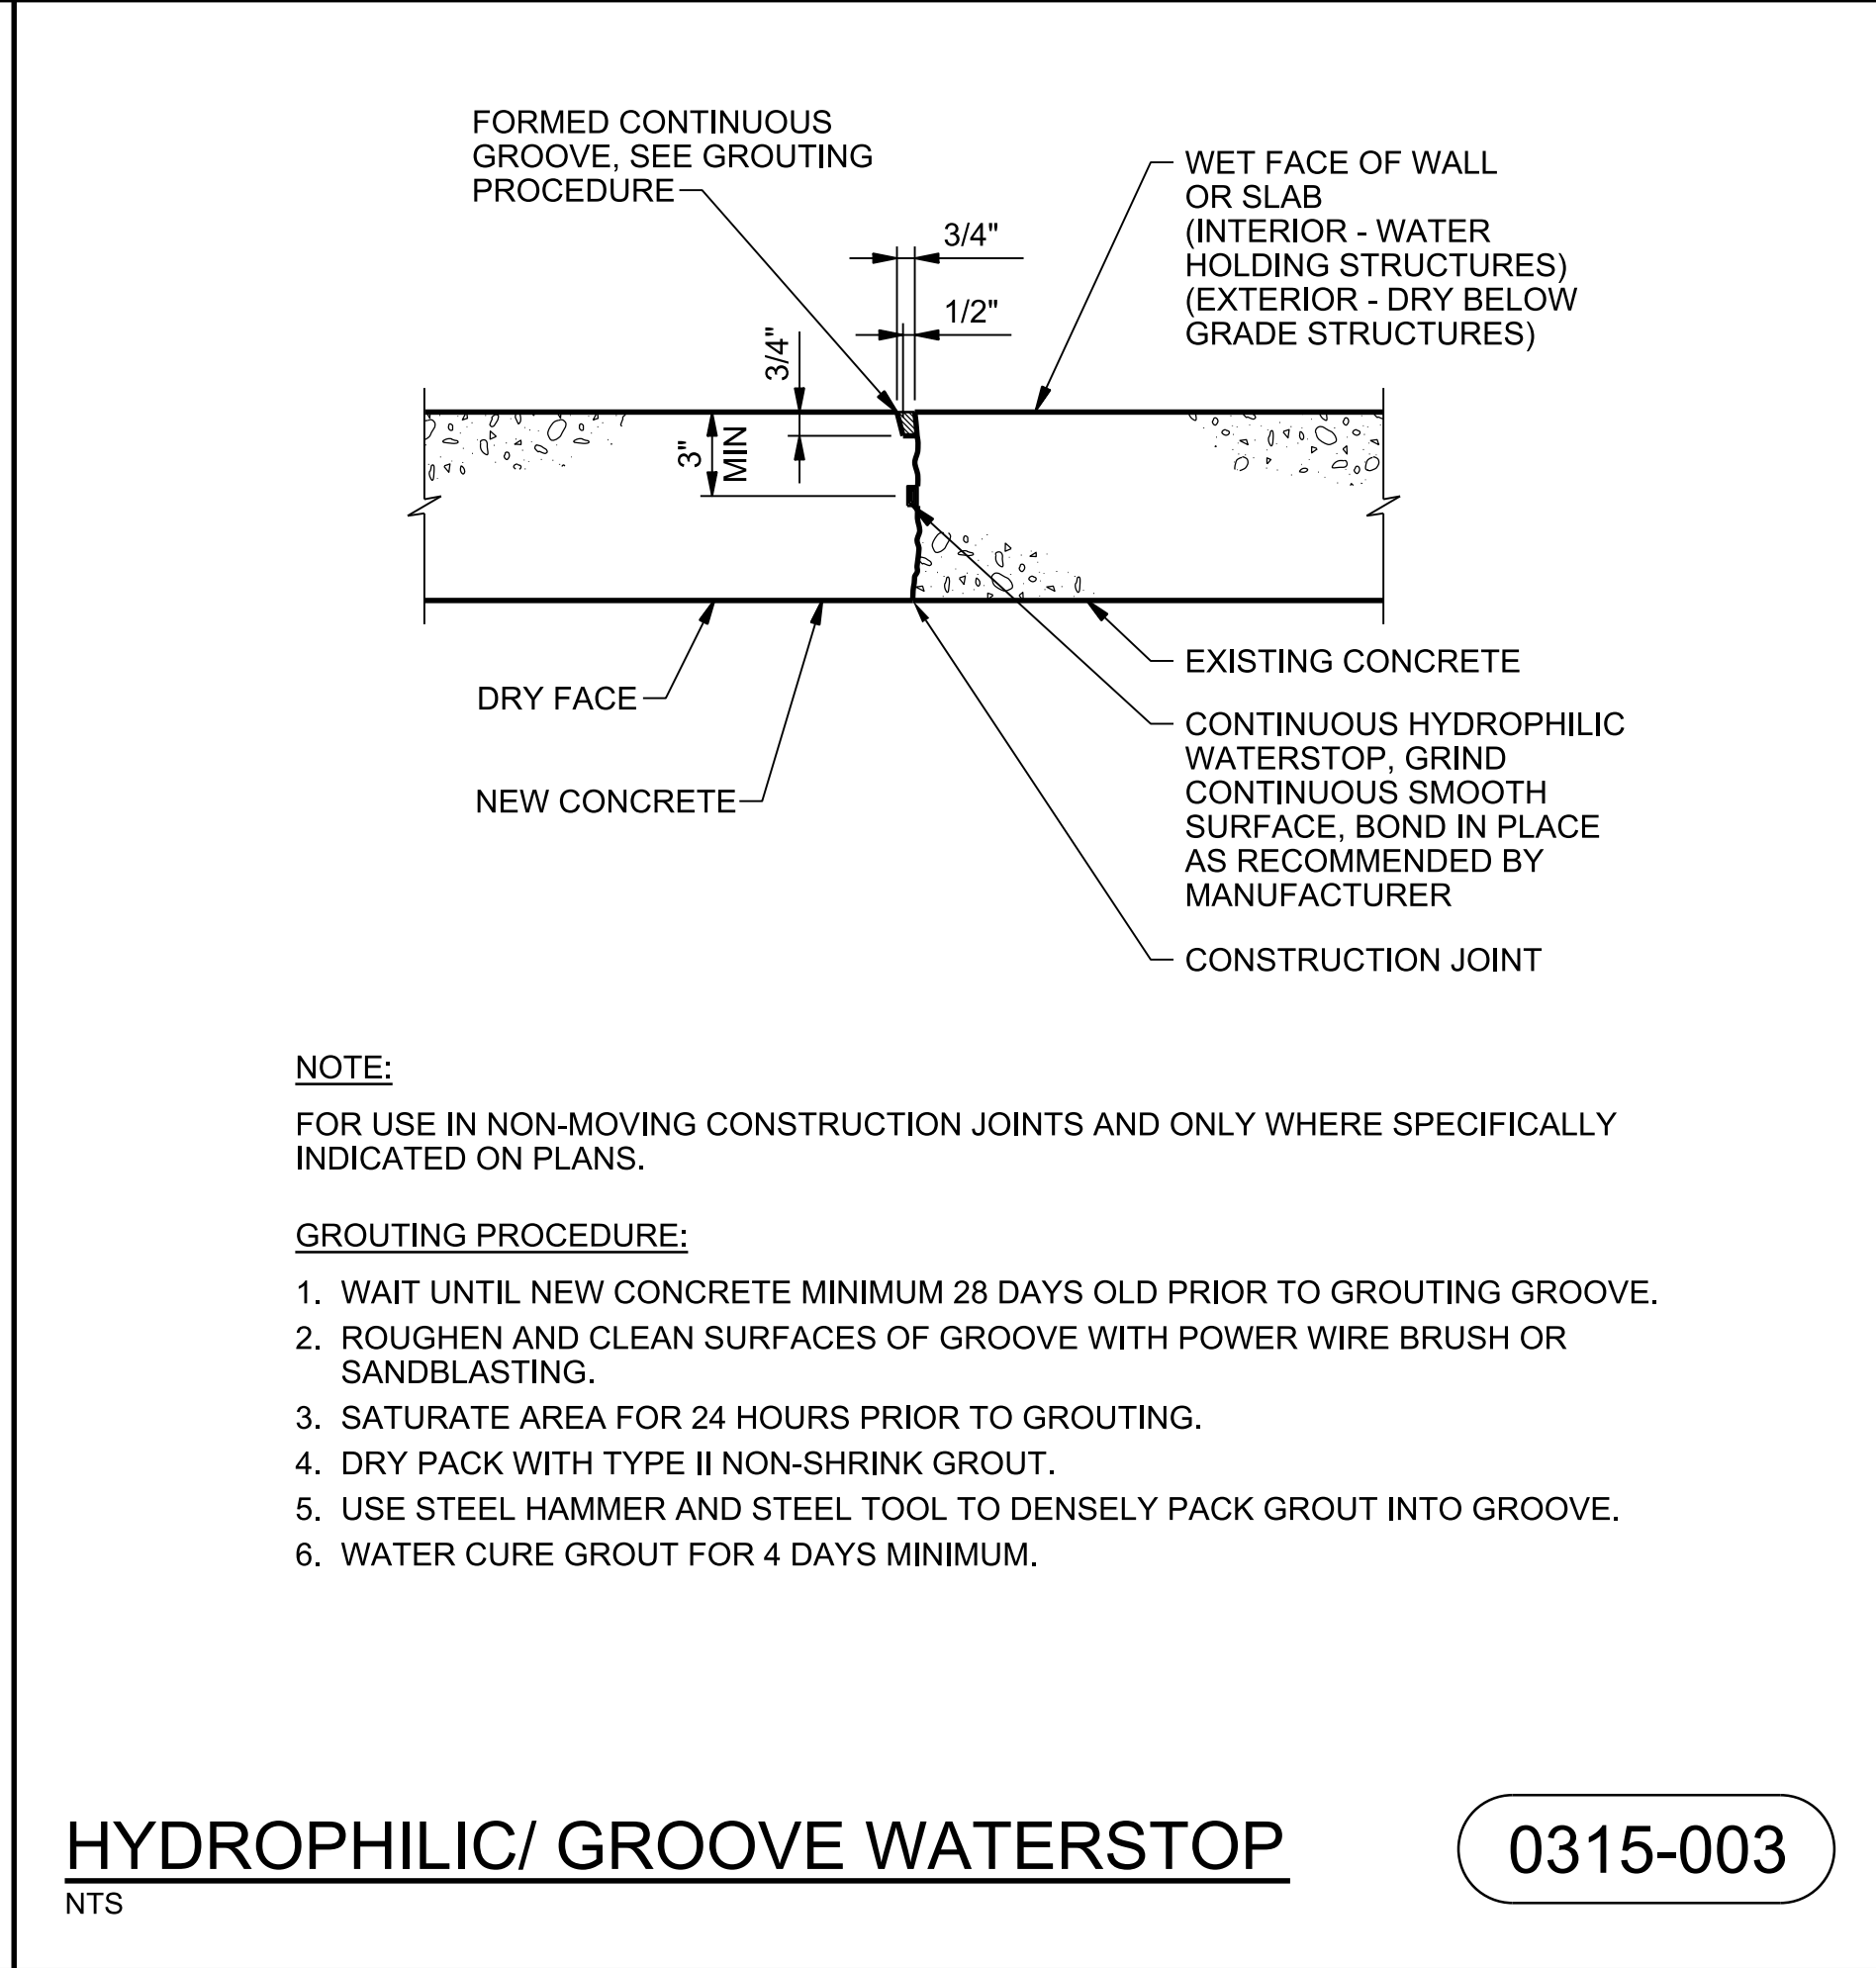 FORMED CONTINUOUS
GROOVE, SEE GROUTING
PROCEDURE
WET FACE OF WALL
OR SLAB
(INTERIOR - WATER
HOLDING STRUCTURES)
(EXTERIOR - DRY BELOW
GRADE STRUCTURES)
3/4"
1/2"
3/4"
3"
MIN
DRY FACE
NEW CONCRETE
EXISTING CONCRETE
CONTINUOUS HYDROPHILIC
WATERSTOP, GRIND
CONTINUOUS SMOOTH
SURFACE, BOND IN PLACE
AS RECOMMENDED BY
MANUFACTURER
CONSTRUCTION JOINT
NOTE:
FOR USE IN NON-MOVING CONSTRUCTION JOINTS AND ONLY WHERE SPECIFICALLY
INDICATED ON PLANS.
GROUTING PROCEDURE:
1. WAIT UNTIL NEW CONCRETE MINIMUM 28 DAYS OLD PRIOR TO GROUTING GROOVE.
2. ROUGHEN AND CLEAN SURFACES OF GROOVE WITH POWER WIRE BRUSH OR
SANDBLASTING.
3. SATURATE AREA FOR 24 HOURS PRIOR TO GROUTING.
4. DRY PACK WITH TYPE II NON-SHRINK GROUT.
5. USE STEEL HAMMER AND STEEL TOOL TO DENSELY PACK GROUT INTO GROOVE.
6. WATER CURE GROUT FOR 4 DAYS MINIMUM.
HYDROPHILIC/ GROOVE WATERSTOP
NTS
0315-003